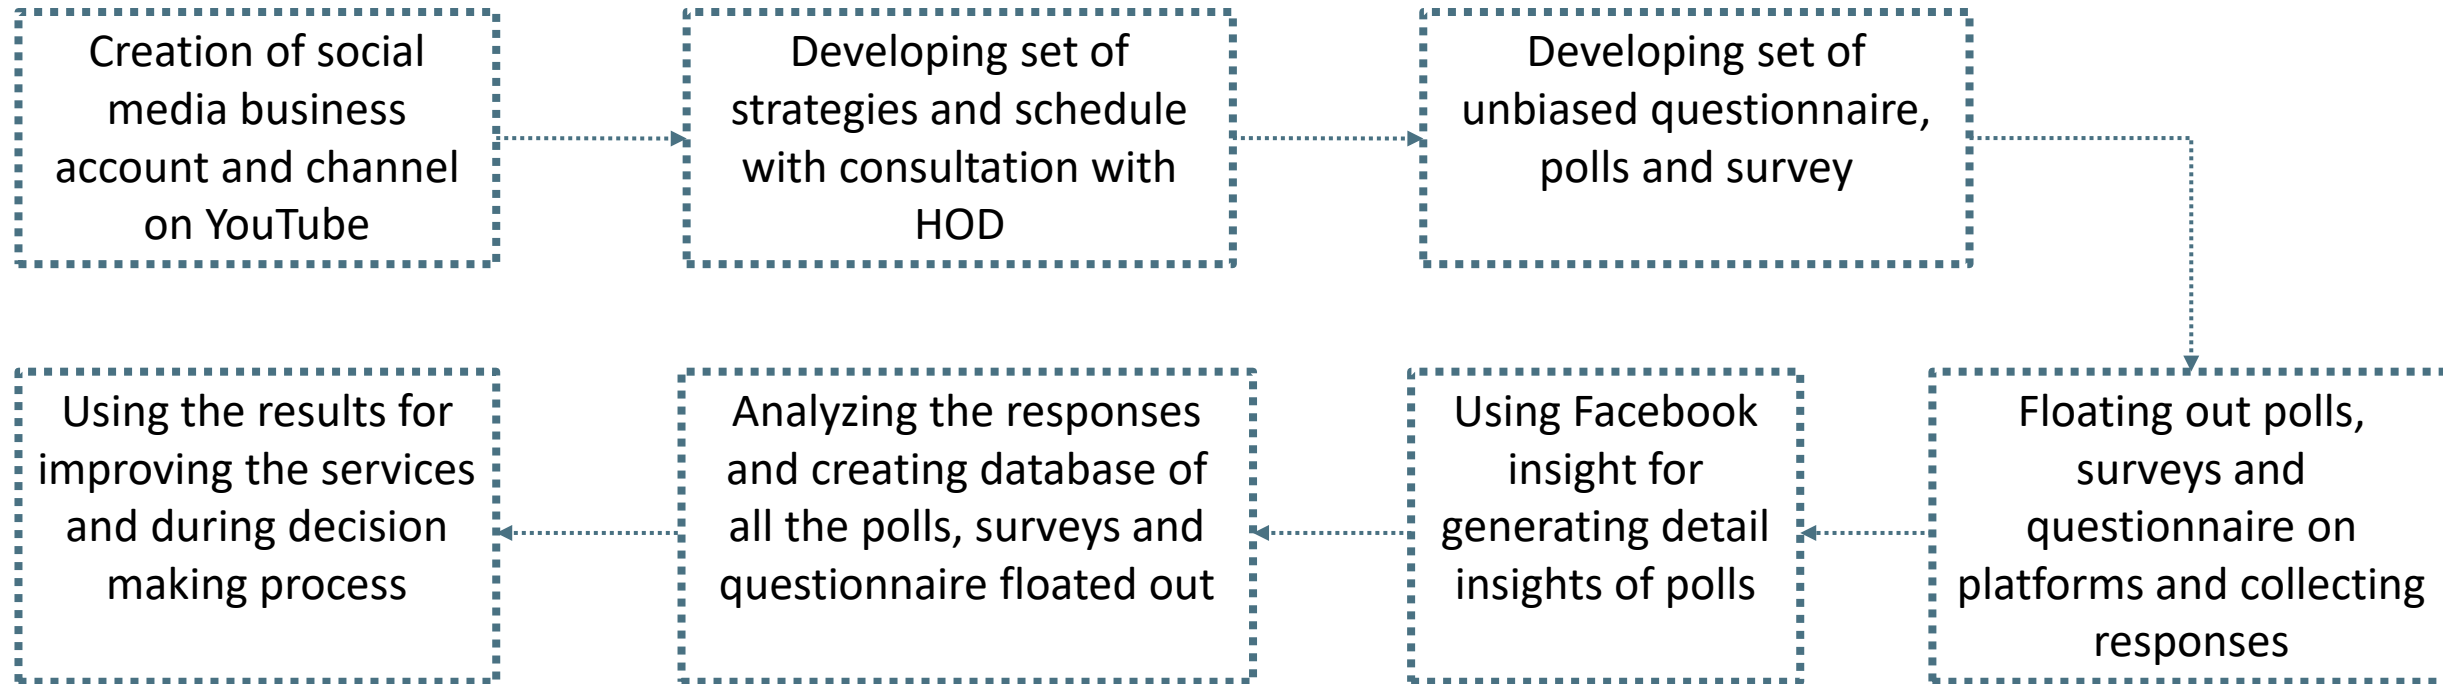 Creation of social
media business
account and channel
on YouTube
Developing set of
strategies and schedule
with consultation with
HOD
Developing set of
unbiased questionnaire,
polls and survey
Floating out polls,
surveys and
questionnaire on
platforms and collecting
responses
Using Facebook
insight for
generating detail
insights of polls
Analyzing the responses
and creating database of
all the polls, surveys and
questionnaire floated out
Using the results for
improving the services
and during decision
making process